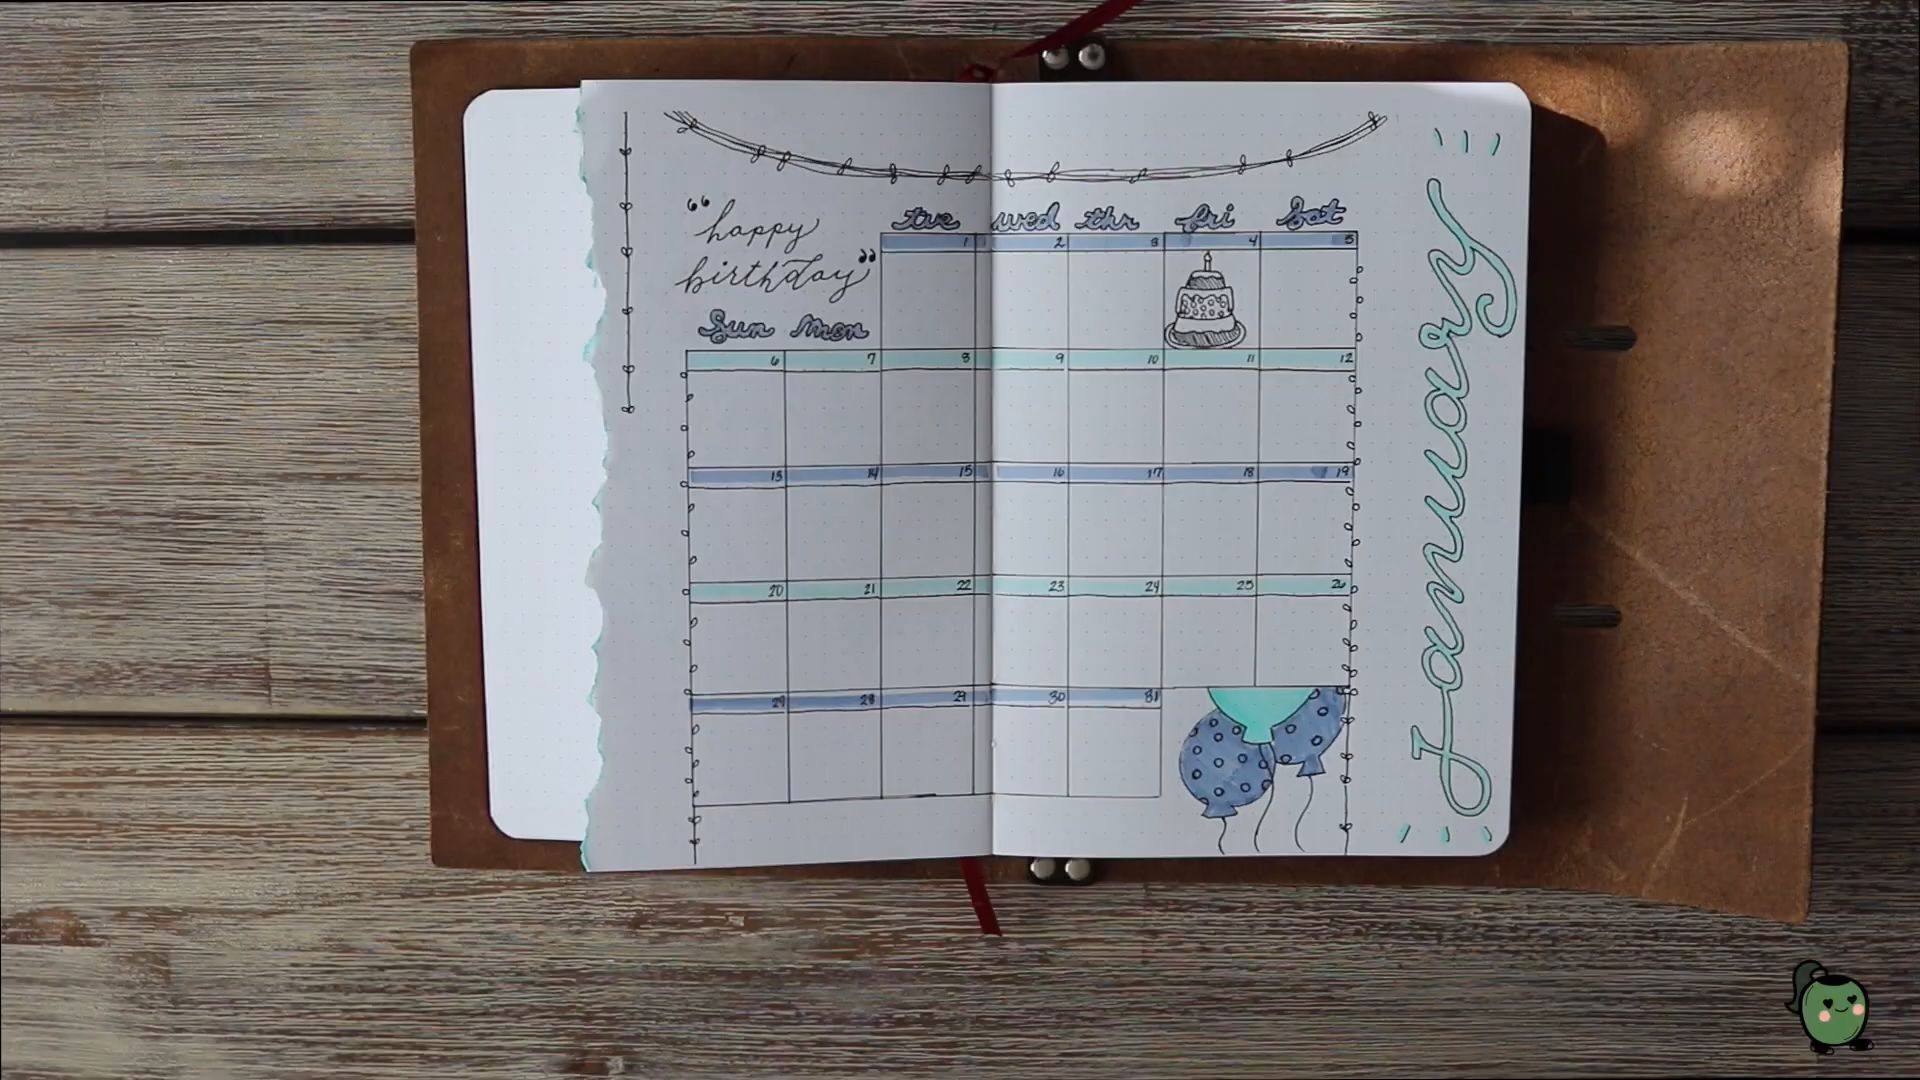 “happy
birthday”
tue wed thr fri Sat
1 2 3 4 5
Sun Mon
6 7 8 9 10 11 12
13 14 15 16 17 18 19
20 21 22 23 24 25 26
29 28 29 30 31
January